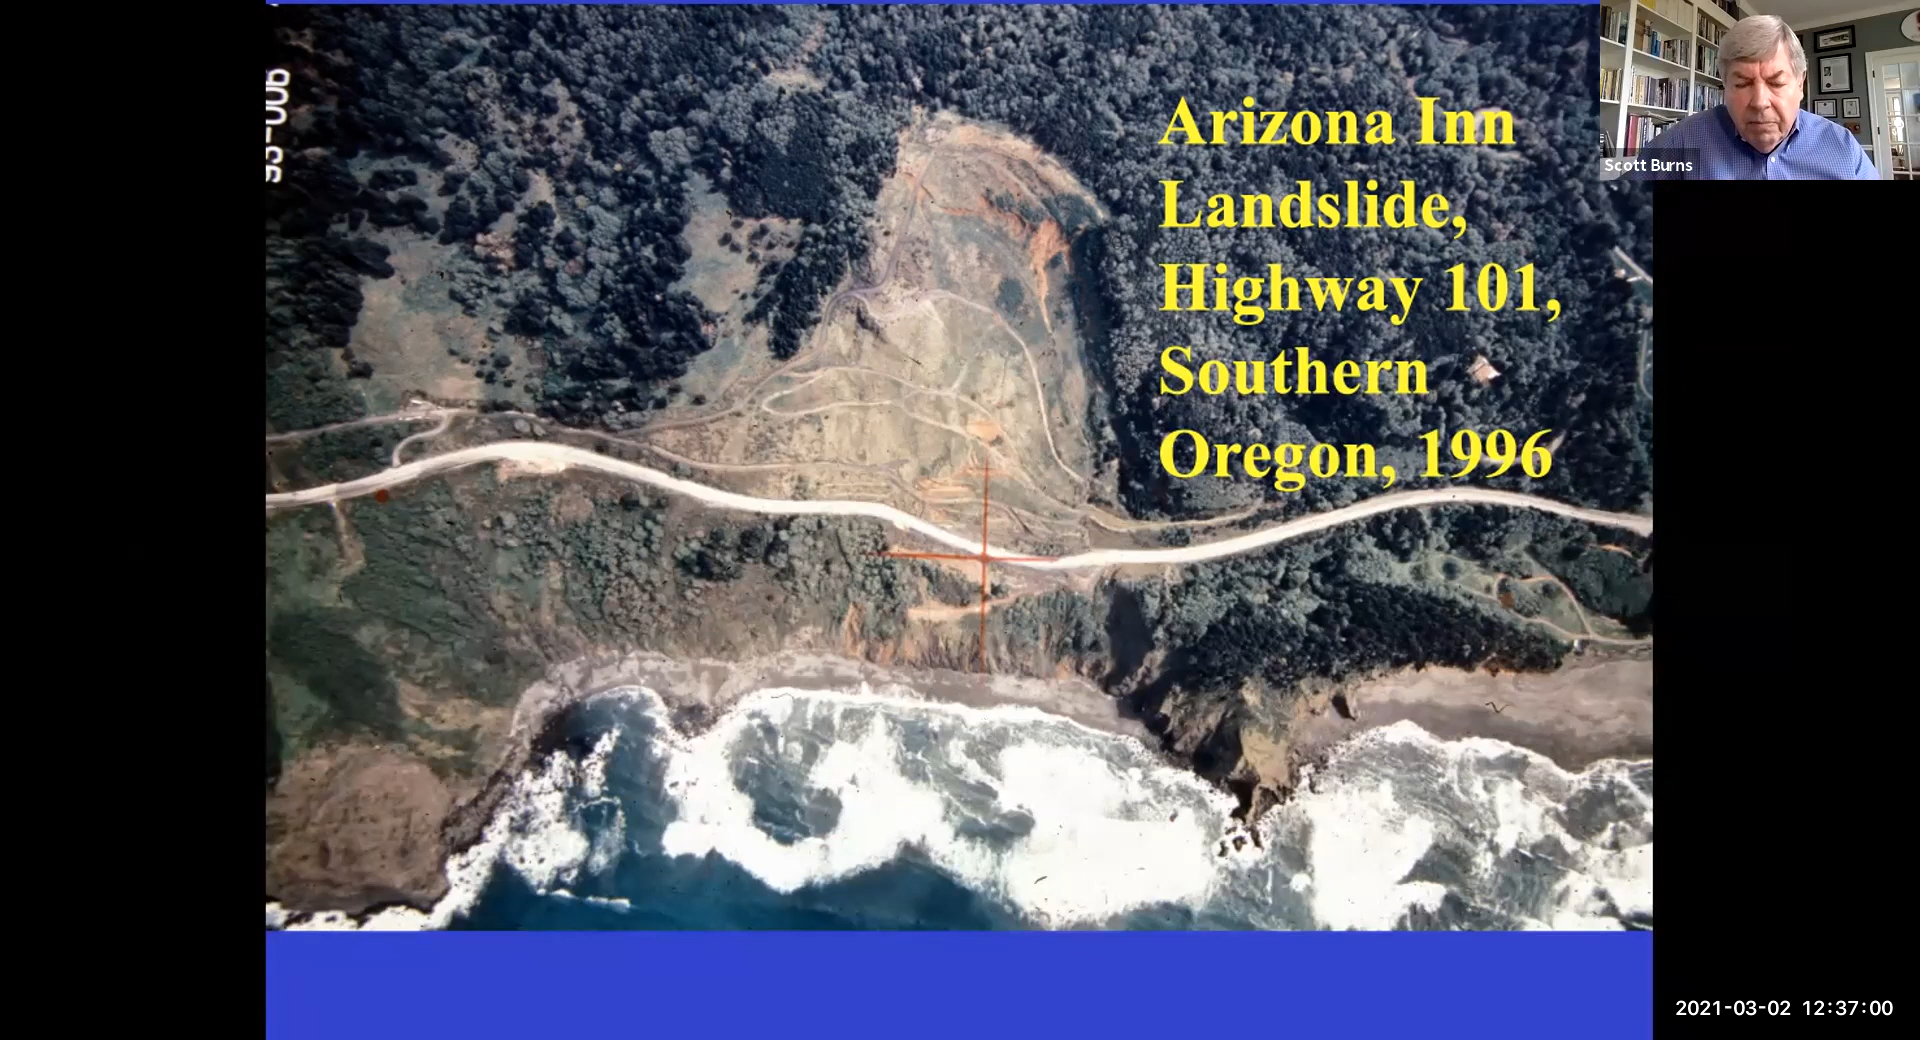 Arizona Inn
Landslide,
Highway 101,
Southern
Oregon, 1996
Scott Burns
2021-03-02 12:37:00